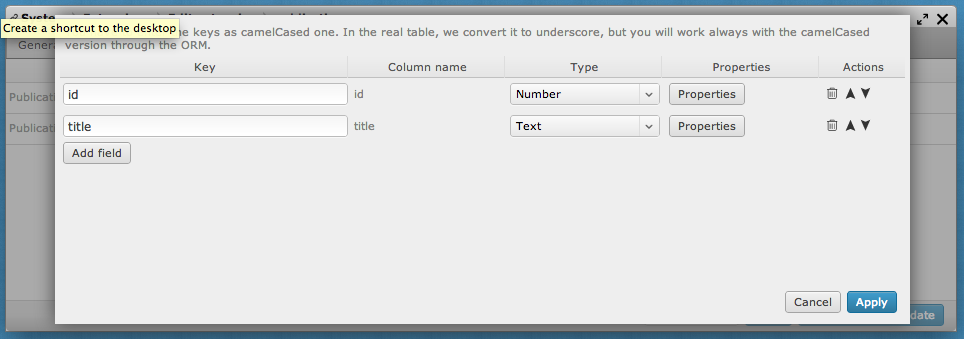 Syste
Create a shortcut to the desktop
e keys as camelCased one. In the real table, we convert it to underscore, but you will work always with the camelCased
Genera
version through the ORM.
Key Column name Type Properties Actions
id id Number Properties
Publicati
title title Text Properties
Publicati
Add field
Cancel Apply
date